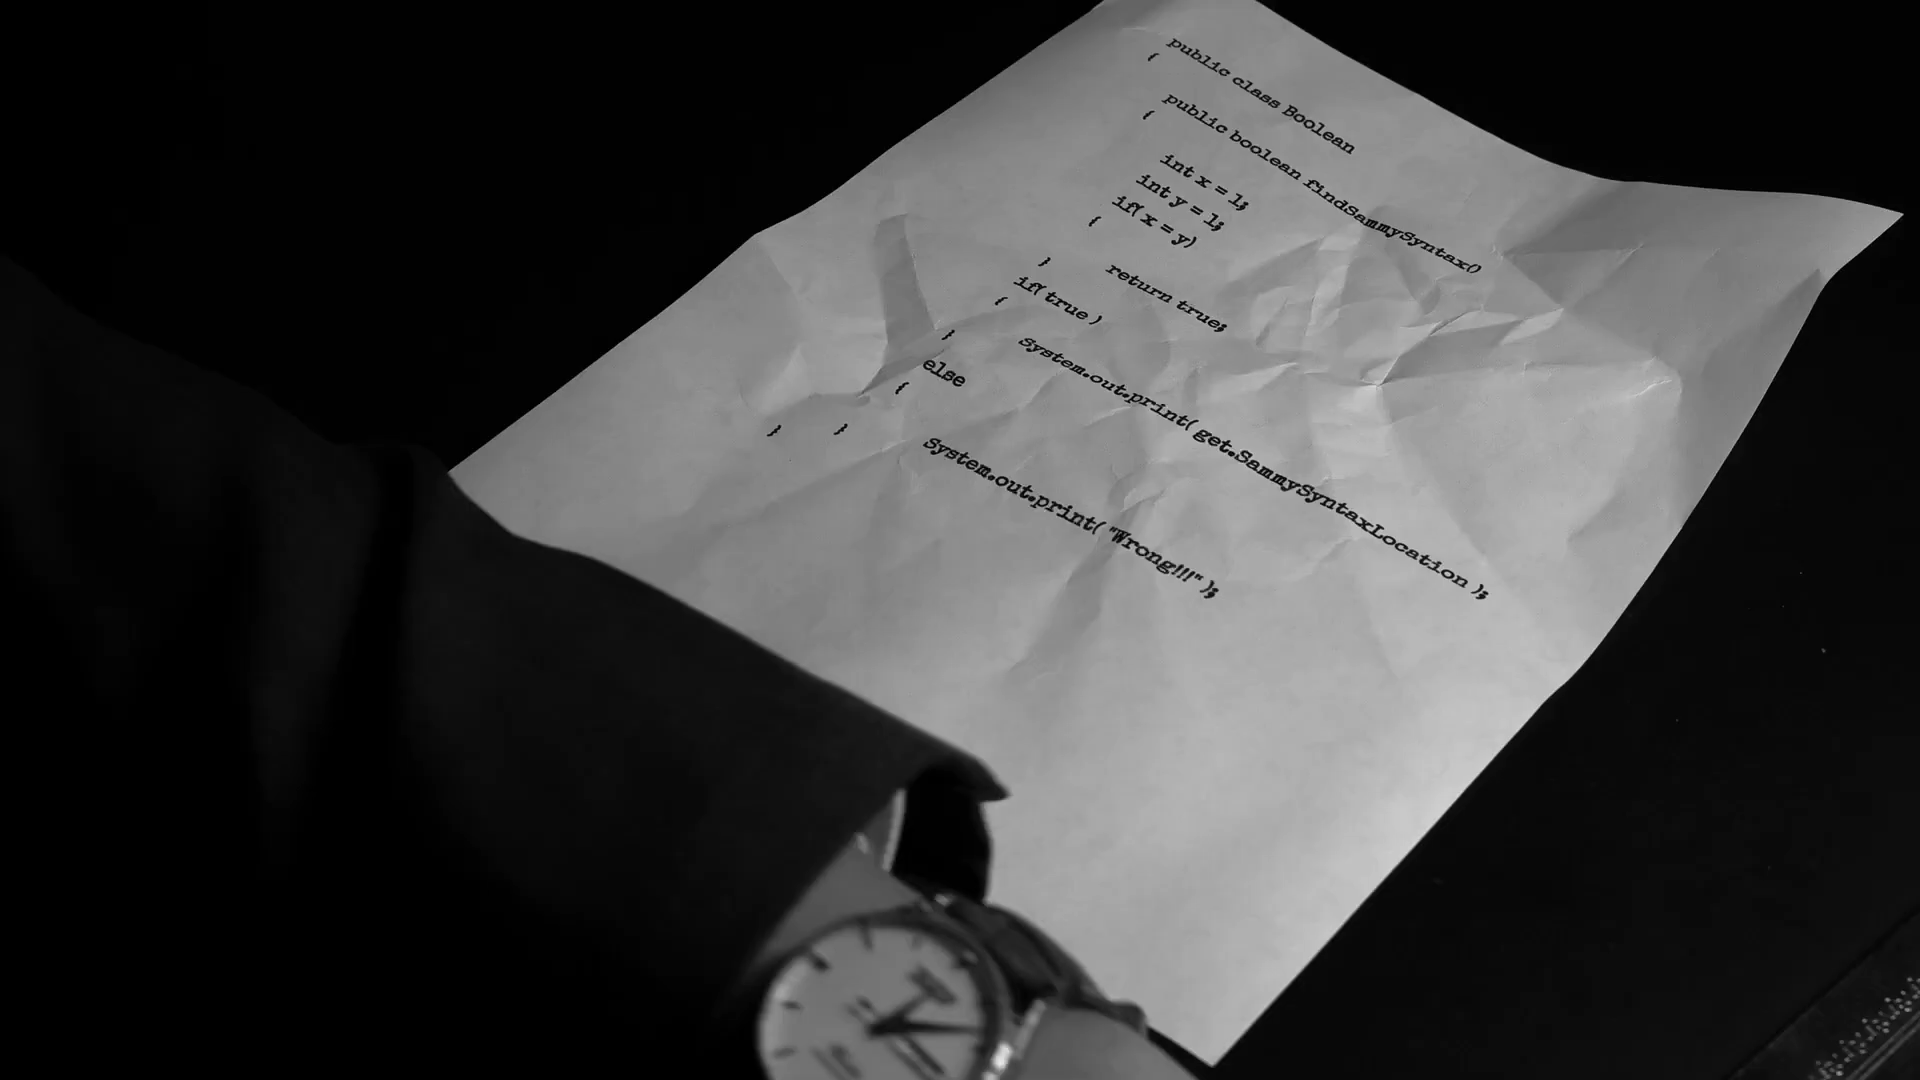 public class Boolean
{
public boolean findSammySyntax()
{
int x = 1;
int y = 1;
if( x = y)
{
return true;
}
if( true )
{
System.out.print( get.SammySyntaxLocation );
}
else
{
System.out.print( "Wrong!!!" );
}
}